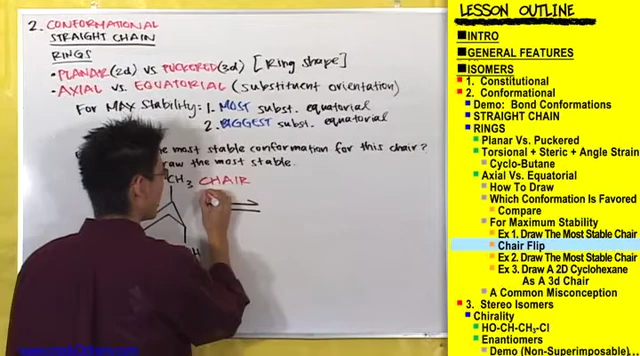 2. CONFORMATIONAL
STRAIGHT CHAIN
RINGS
• PLANAR (2d) vs PUCKERED (3d) [Ring shape]
• AXIAL vs. EQUATORIAL (substituent orientation)
For MAX Stability: 1. MOST subst. equatorial
2. BIGGEST subst. equatorial
most stable conformation for this chair?
raw the most stable.
CH3 CHAIR
H
LESSON OUTLINE
INTRO
GENERAL FEATURES
ISOMERS
1. Constitutional
2. Conformational
Demo: Bond Conformations
STRAIGHT CHAIN
RINGS
Planar Vs. Puckered
Torsional + Steric + Angle Strain
Cyclo-Butane
Axial Vs. Equatorial
How To Draw
Which Conformation Is Favored
Compare
For Maximum Stability
Ex 1. Draw The Most Stable Chair
Chair Flip
Ex 2. Draw The Most Stable Chair
Ex 3. Draw A 2D Cyclohexane
As A 3d Chair
A Common Misconception
3. Stereo Isomers
Chirality
HO-CH-CH3-Cl
Enantiomers
Demo (Non-Superimposable)...